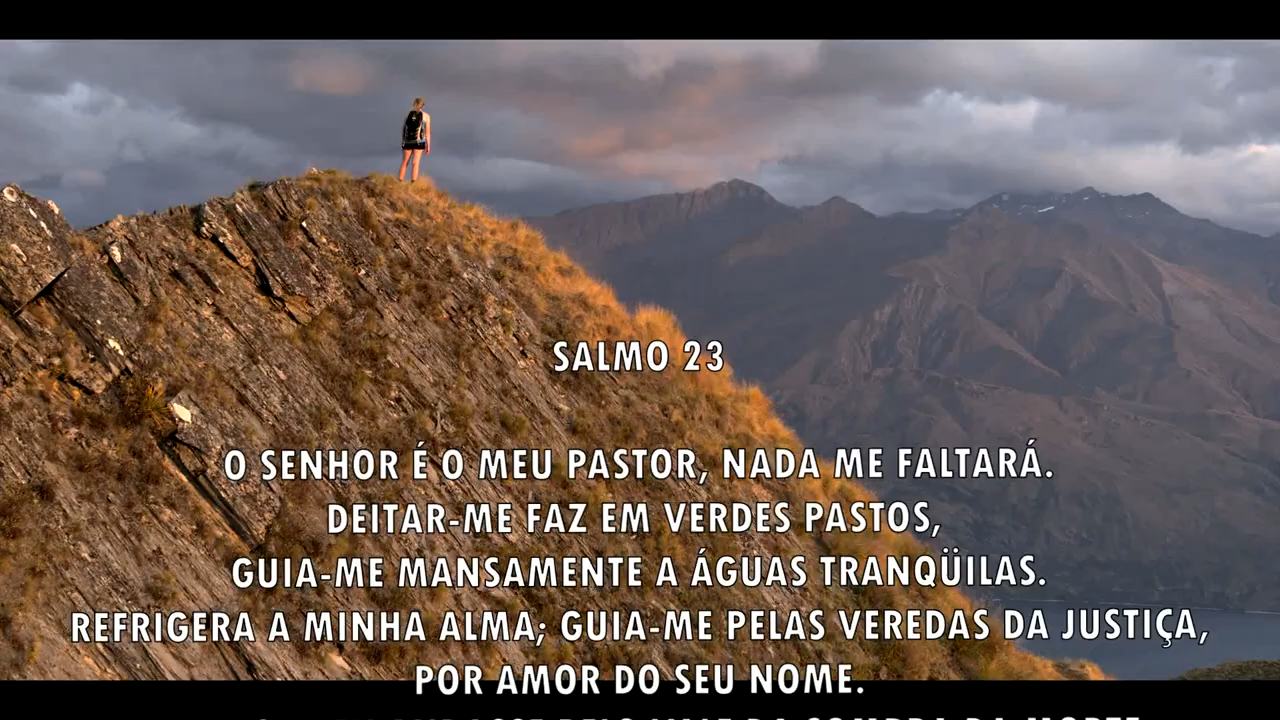 SALMO 23
O SENHOR É O MEU PASTOR, NADA ME FALTARÁ.
DEITAR-ME FAZ EM VERDES PASTOS,
GUIA-ME MANSAMENTE A ÁGUAS TRANQÜILAS.
REFRIGERA A MINHA ALMA; GUIA-ME PELAS VEREDAS DA JUSTIÇA,
POR AMOR DO SEU NOME.